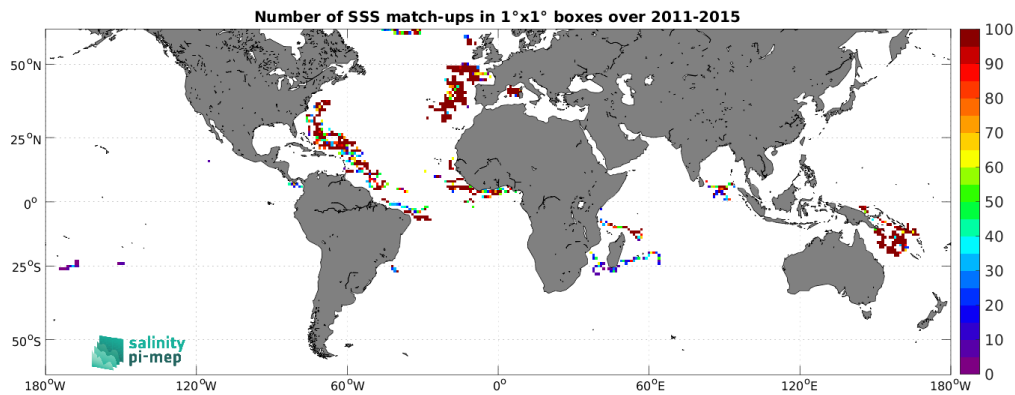 Number of SSS match-ups in 1°x1° boxes over 2011-2015
50°N
25°N
0°
25°S
50°S
salinity
pi-mep
180°W 120°W 60°W 0° 60°E 120°E 180°W
100
90
80
70
60
50
40
30
20
10
0